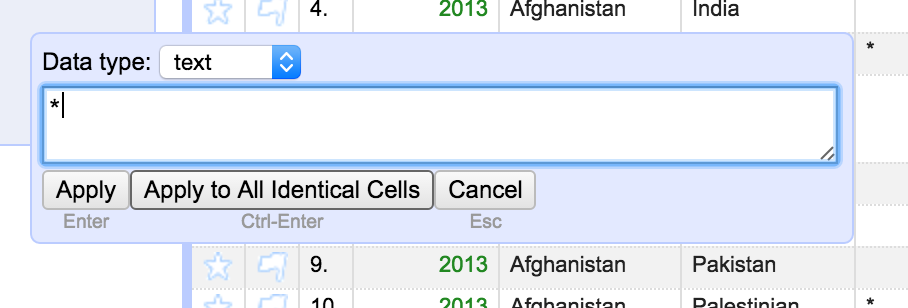 4. 2013 Afghanistan India
Data type: text
*
*
Apply Apply to All Identical Cells Cancel
Enter Ctrl-Enter Esc
9. 2013 Afghanistan Pakistan
10. 2013 Afghanistan Palestinian *